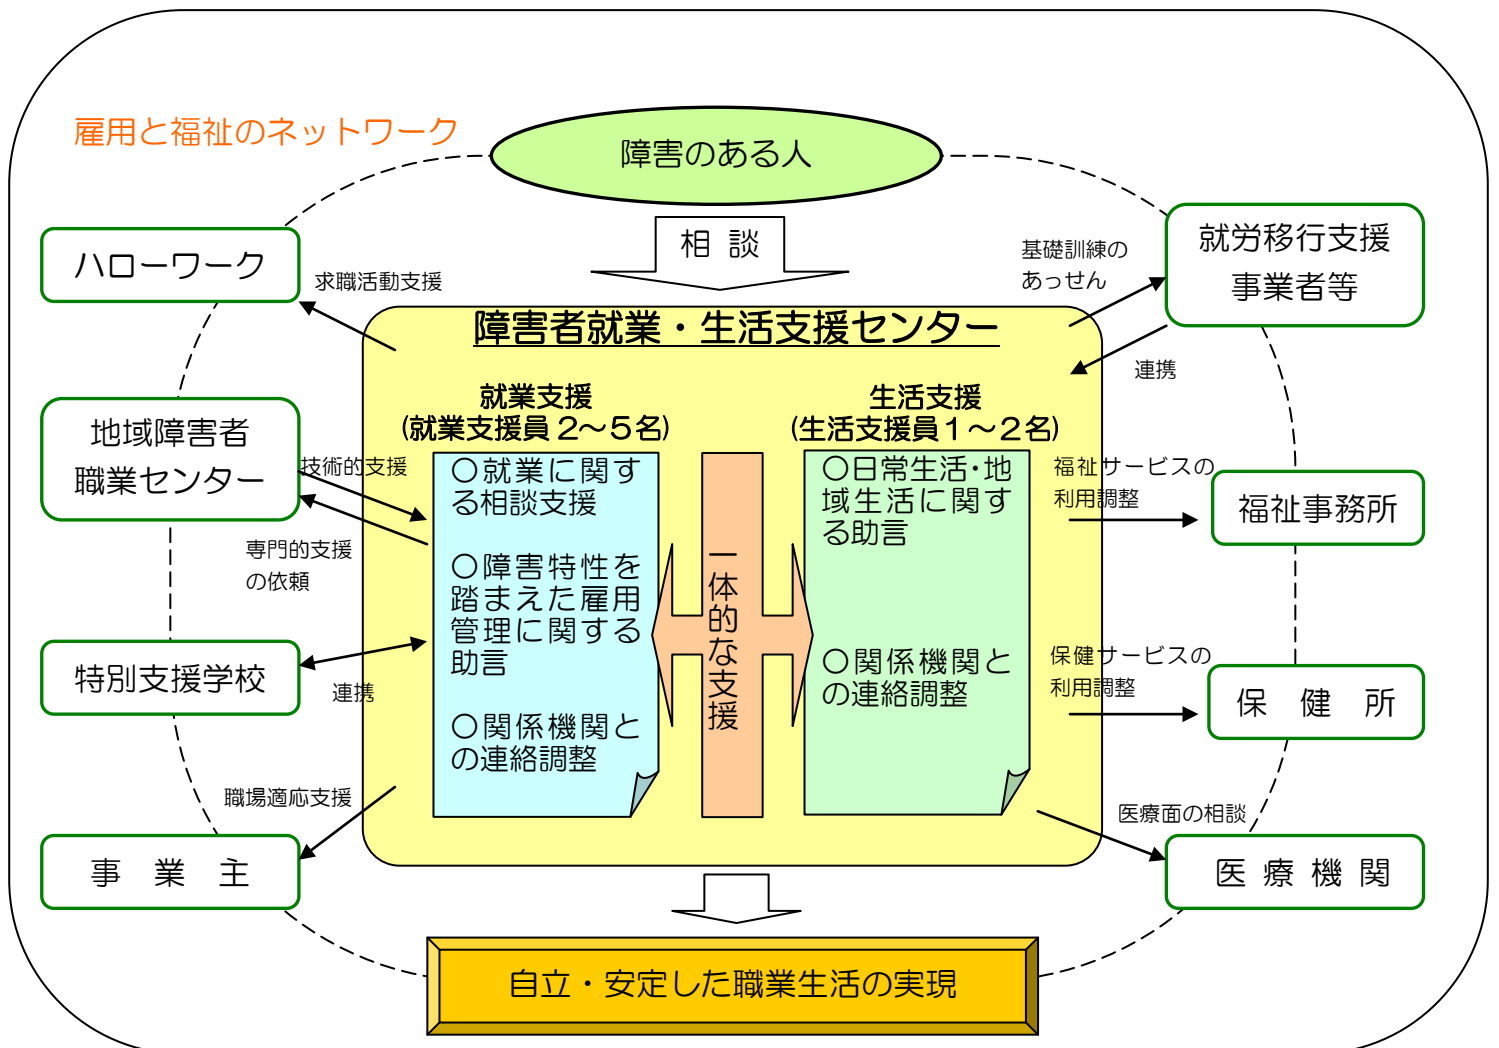 雇用と福祉のネットワーク
障害のある人
相 談
ハローワーク
求職活動支援
基礎訓練の
あっせん
就労移行支援
事業者等
連携
障害者就業・生活支援センター
就業支援
(就業支援員２～５名)
生活支援
(生活支援員１～２名)
地域障害者
職業センター
技術的支援
専門的支援
の依頼
特別支援学校
連携
職場適応支援
事　業　主
〇就業に関す
る相談支援
〇障害特性を
踏まえた雇用
管理に関する
助言
〇関係機関と
の連絡調整
一体的な支援
〇日常生活・地
域生活に関す
る助言
〇関係機関と
の連絡調整
福祉サービスの
利用調整
福祉事務所
保健サービスの
利用調整
保　健　所
医療面の相談
医 療 機 関
自立・安定した職業生活の実現